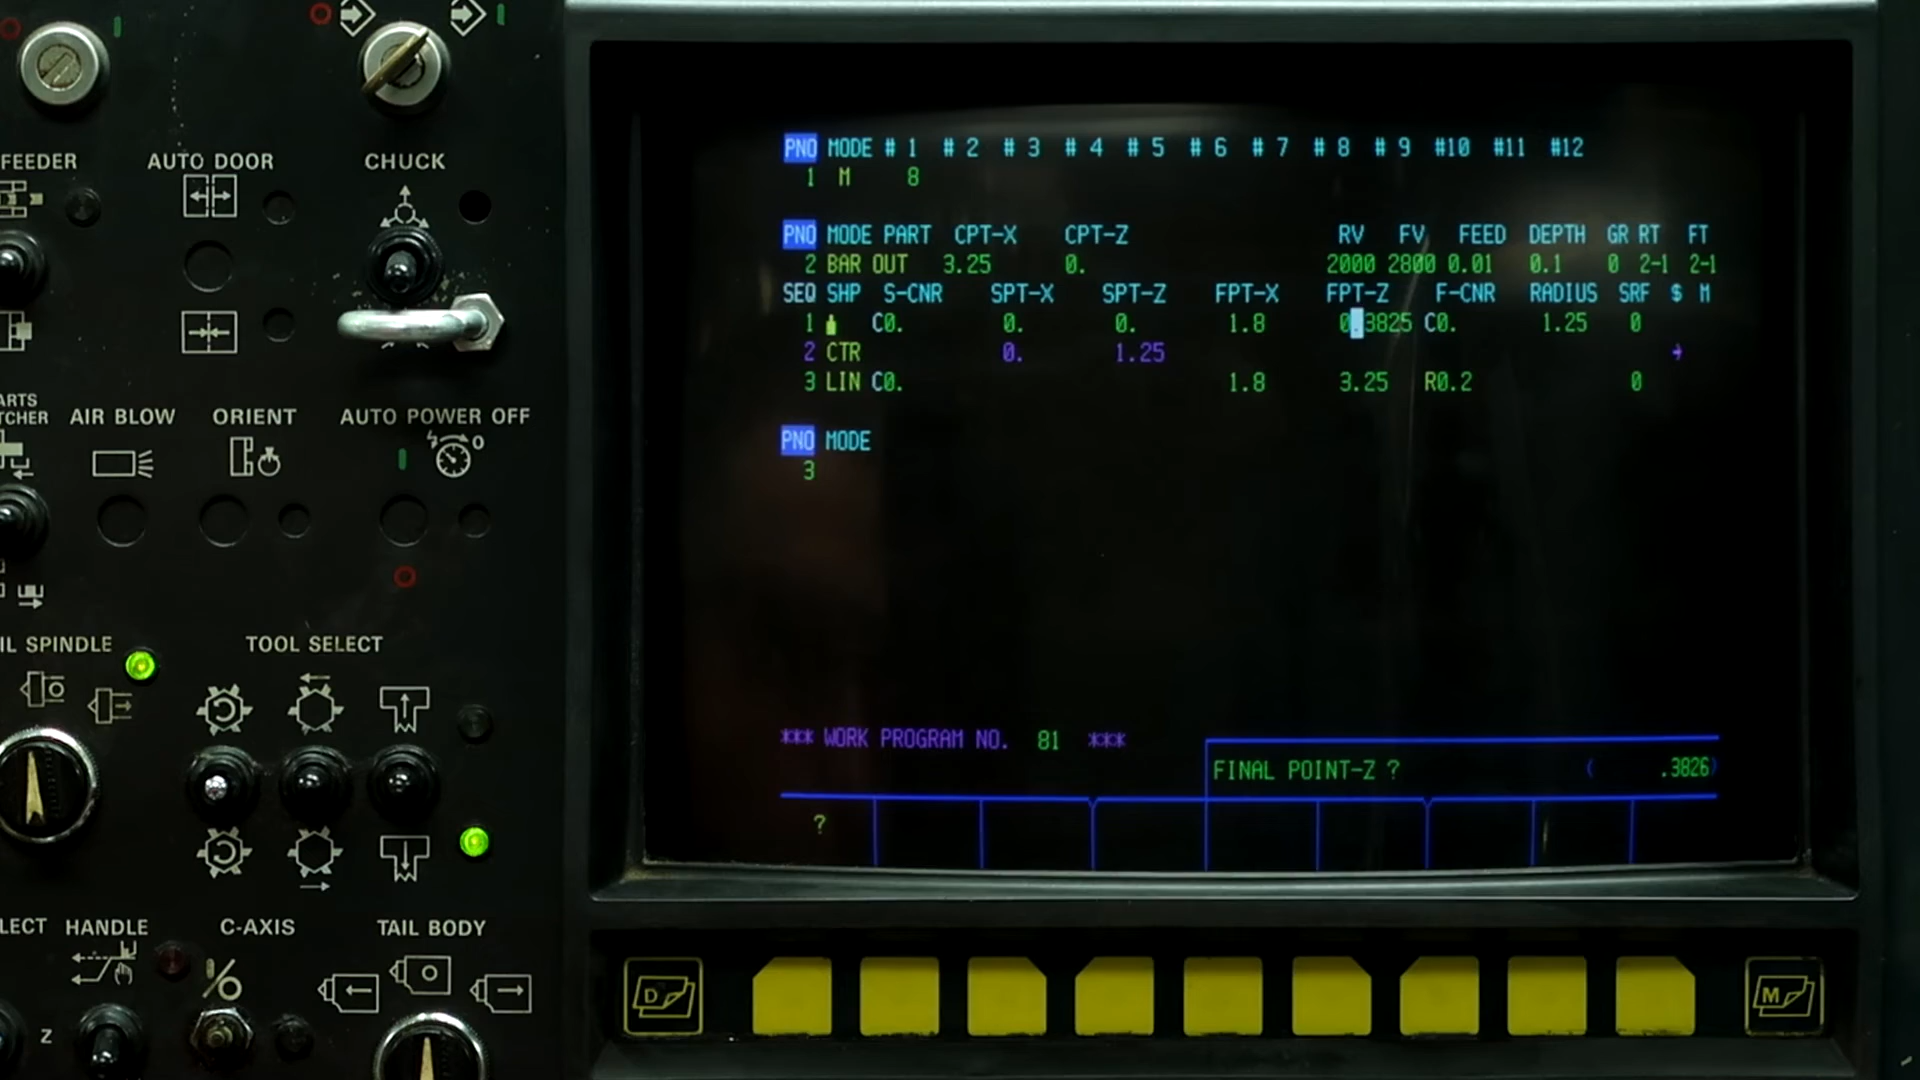 FEEDER
AUTO DOOR
CHUCK
AIR BLOW
ORIENT
AUTO POWER OFF
SPINDLE
TOOL SELECT
HANDLE
C-AXIS
TAIL BODY
Z
PNO MODE # 1 # 2 # 3 # 4 # 5 # 6 # 7 # 8 # 9 #10 #11 #12
1 M 8
PNO MODE PART CPT-X CPT-Z RV FV FEED DEPTH GR RT FT
2 BAR OUT 3.25 0. 2000 2800 0.01 0.1 0 2-1 2-1
SEQ SHP S-CNR SPT-X SPT-Z FPT-X FPT-Z F-CNR RADIUS SRF $ M
1 C0. 0. 0. 1.8 0.3825 C0. 1.25 0
2 CTR 0. 1.25
3 LIN C0. 1.8 3.25 R0.2 0
PNO MODE
3
*** WORK PROGRAM NO. 81 ***
FINAL POINT-Z ? ( .3826)
?
D
M